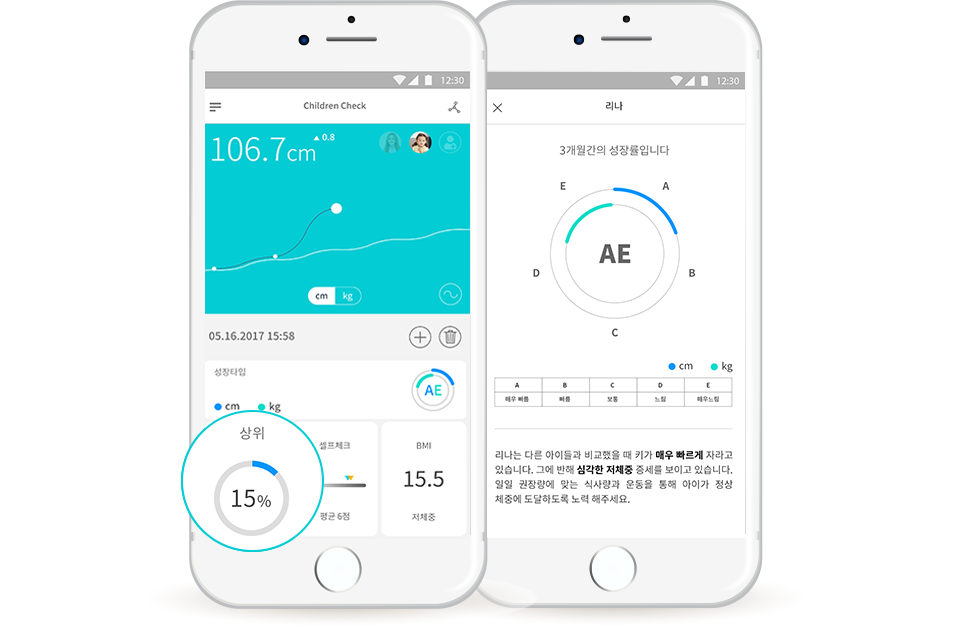 12:30
Children Check
106.7cm
▲ 0.8
cm kg
05.16.2017 15:58
성장타입
cm kg
AE
상위
15%
셀프체크
평균 6점
BMI
15.5
저체중
12:30
리나
3개월간의 성장률입니다
E A
AE
D B
C
cm kg
A B C D E
매우 빠름 빠름 보통 느림 매우느림
리나는 다른 아이들과 비교했을 때 키가 매우 빠르게 자라고
있습니다. 그에 반해 심각한 저체중 증세를 보이고 있습니다.
일일 권장량에 맞는 식사량과 운동을 통해 아이가 정상
체중에 도달하도록 노력 해주세요.